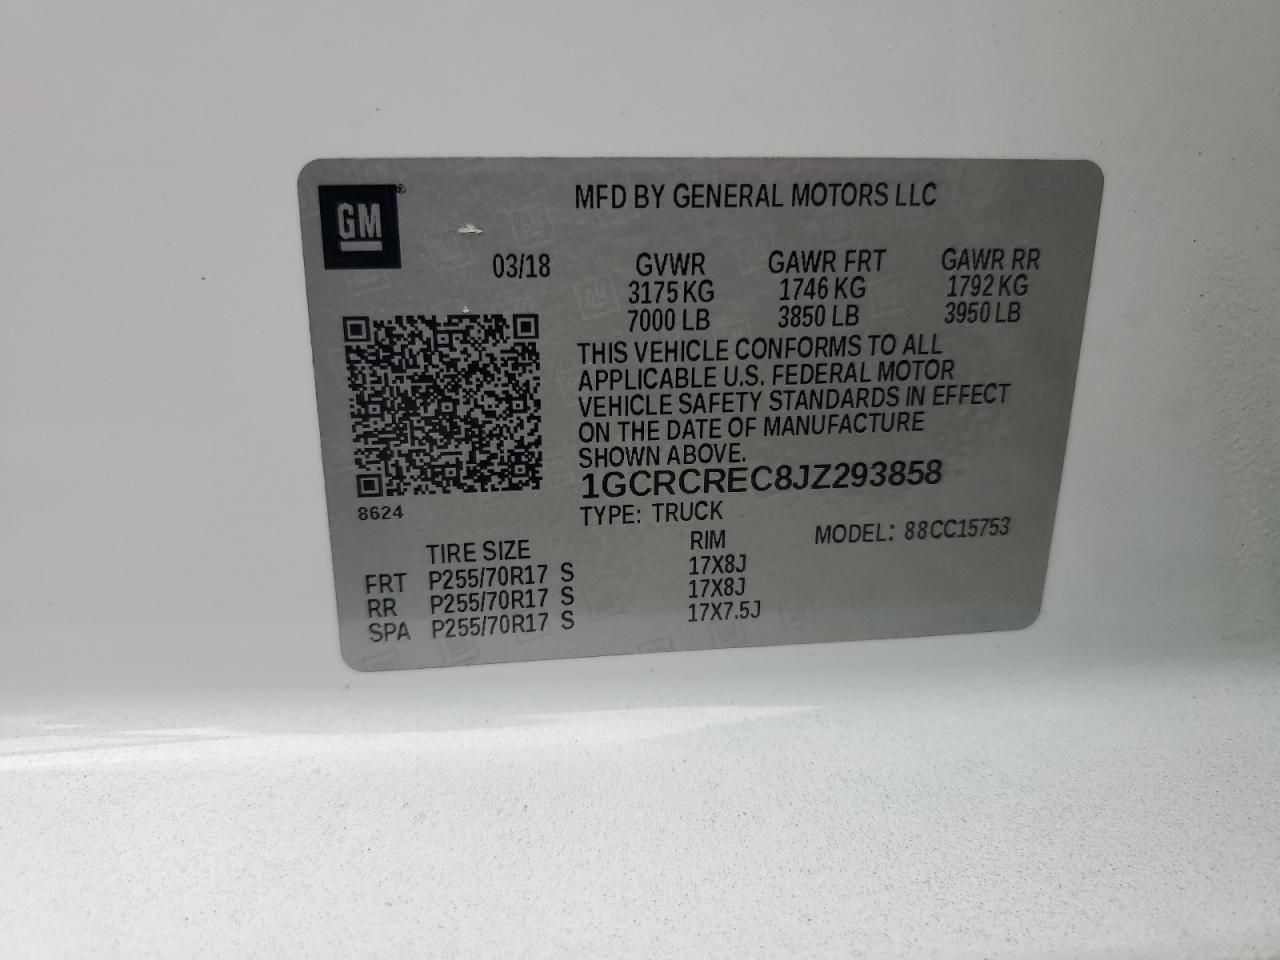 GM®
MFD BY GENERAL MOTORS LLC
03/18 GVWR GAWR FRT GAWR RR
3175 KG 1746 KG 1792 KG
7000 LB 3850 LB 3950 LB
THIS VEHICLE CONFORMS TO ALL
APPLICABLE U.S. FEDERAL MOTOR
VEHICLE SAFETY STANDARDS IN EFFECT
ON THE DATE OF MANUFACTURE
SHOWN ABOVE.
1GCRCREC8JZ293858
8624
TYPE: TRUCK
MODEL: 88CC15753
TIRE SIZE RIM
FRT P255/70R17 S 17X8J
RR P255/70R17 S 17X8J
SPA P255/70R17 S 17X7.5J